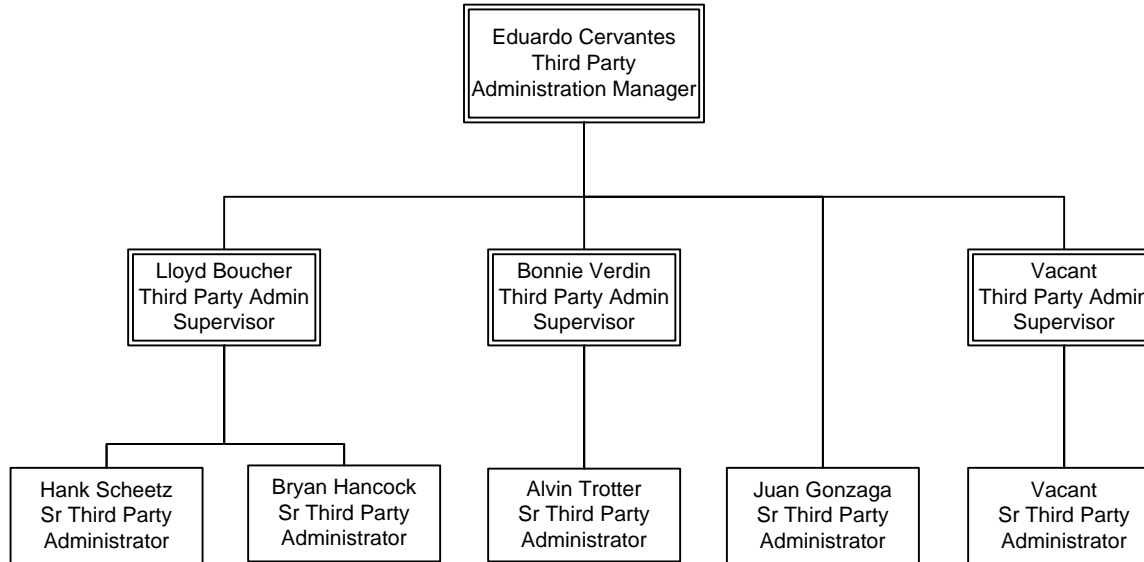 Eduardo Cervantes
Third Party
Administration Manager
Lloyd Boucher
Third Party Admin
Supervisor
Bonnie Verdin
Third Party Admin
Supervisor
Vacant
Third Party Admin
Supervisor
Hank Scheetz
Sr Third Party
Administrator
Bryan Hancock
Sr Third Party
Administrator
Alvin Trotter
Sr Third Party
Administrator
Juan Gonzaga
Sr Third Party
Administrator
Vacant
Sr Third Party
Administrator